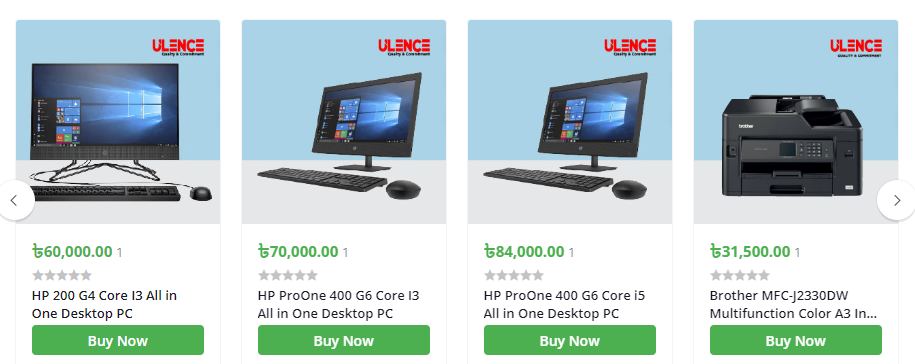 ULENCE
Quality & Commitment
৳60,000.00 1
HP 200 G4 Core I3 All in
One Desktop PC
Buy Now
ULENCE
Quality & Commitment
৳70,000.00 1
HP ProOne 400 G6 Core I3
All in One Desktop PC
Buy Now
ULENCE
Quality & Commitment
৳84,000.00 1
HP ProOne 400 G6 Core i5
All in One Desktop PC
Buy Now
ULENCE
QUALITY & COMMITMENT
brother
৳31,500.00 1
Brother MFC-J2330DW
Multifunction Color A3 In...
Buy Now